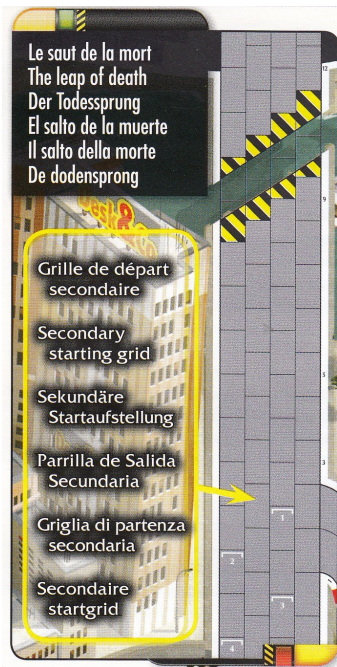 Le saut de la mort
The leap of death
Der Todessprung
El salto de la muerte
Il salto della morte
De dodensprong
Grille de départ
secondaire
Secondary
starting grid
Sekundäre
Startaufstellung
Parrilla de Salida
Secundaria
Griglia di partenza
secondaria
Secondaire
startgrid
12
9
5
3
1
2
3
4